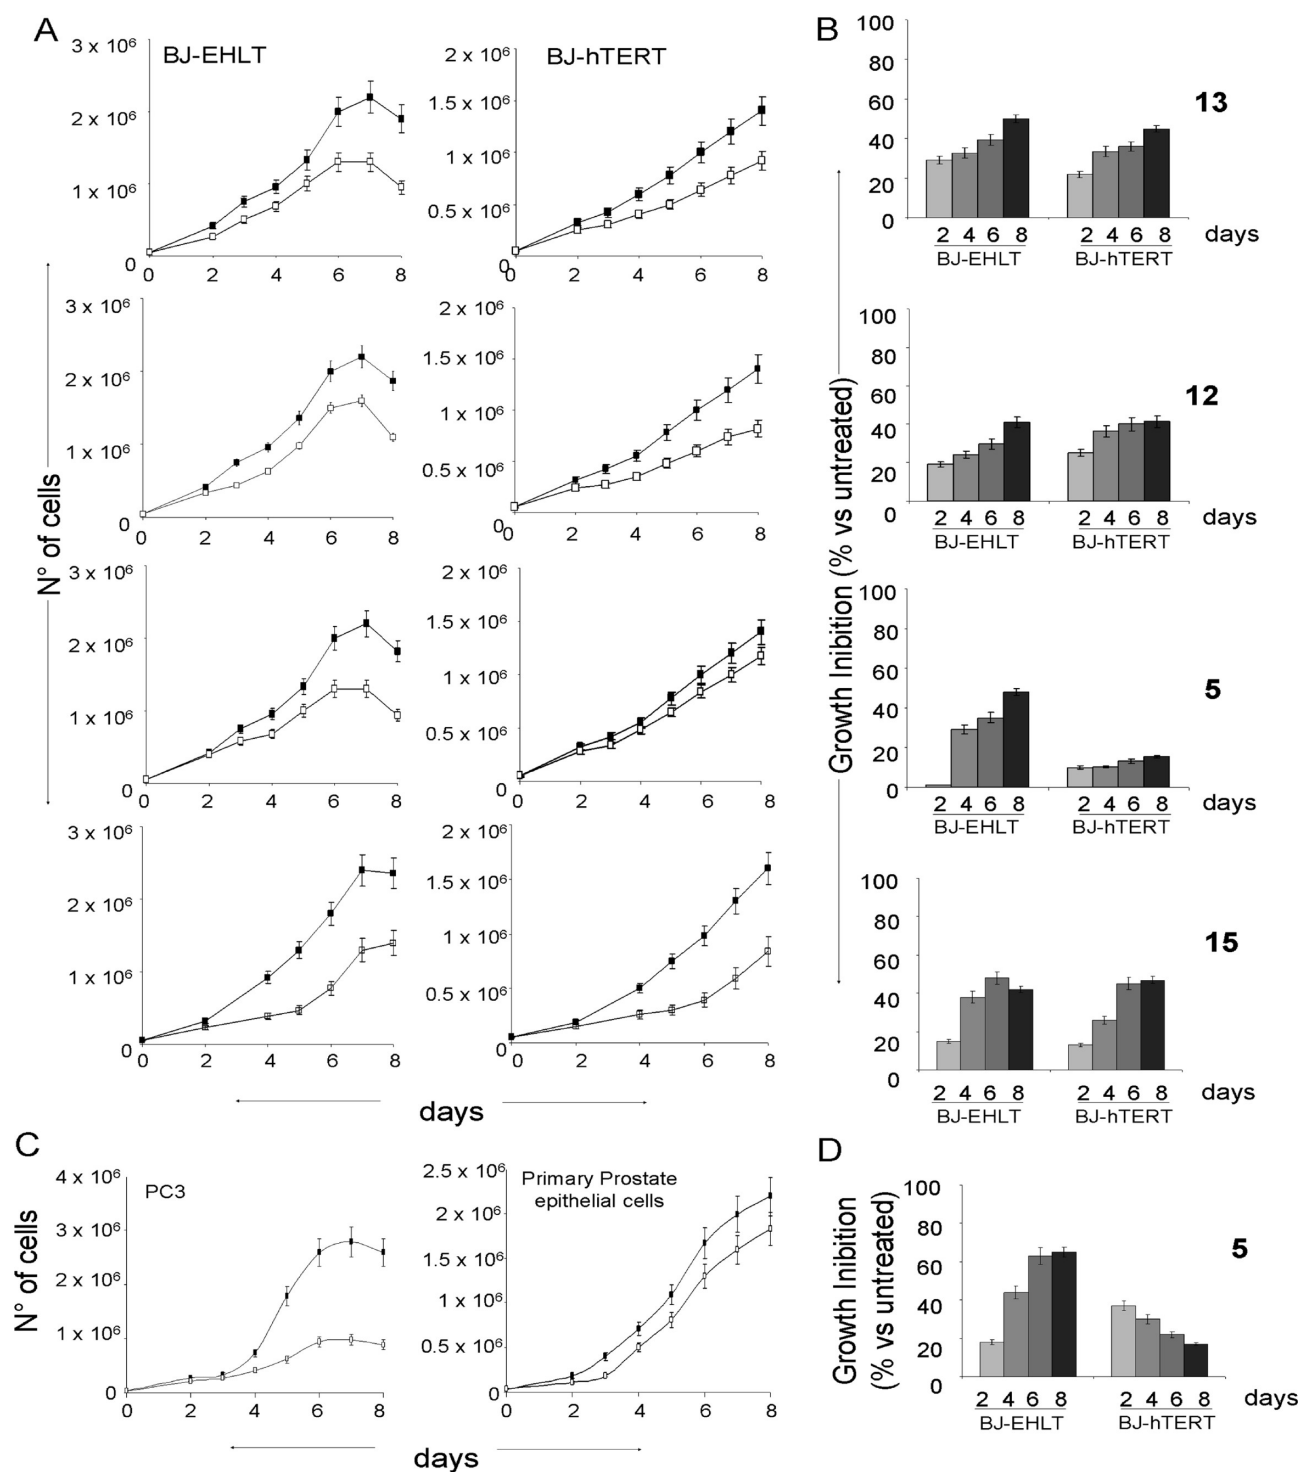 A
BJ-EHLT
BJ-hTERT
3 x 10⁶
2 x 10⁶
1 x 10⁶
0
0 2 4 6 8
2 x 10⁶
1.5 x 10⁶
1 x 10⁶
0.5 x 10⁶
0
0 2 4 6 8
3 x 10⁶
2 x 10⁶
1 x 10⁶
0
0 2 4 6 8
2 x 10⁶
1.5 x 10⁶
1 x 10⁶
0.5 x 10⁶
0
0 2 4 6 8
N° of cells
3 x 10⁶
2 x 10⁶
1 x 10⁶
0
0 2 4 6 8
2 x 10⁶
1.5 x 10⁶
1 x 10⁶
0.5 x 10⁶
0
0 2 4 6 8
3 x 10⁶
2 x 10⁶
1 x 10⁶
0
0 2 4 6 8
2 x 10⁶
1.5 x 10⁶
1 x 10⁶
0.5 x 10⁶
0
0 2 4 6 8
days
B
Growth Inibition (% vs untreated)
100
80
60
40
20
0
13
2 4 6 8 2 4 6 8 days
BJ-EHLT BJ-hTERT
100
80
60
40
20
0
12
2 4 6 8 2 4 6 8 days
BJ-EHLT BJ-hTERT
100
80
60
40
20
0
5
2 4 6 8 2 4 6 8 days
BJ-EHLT BJ-hTERT
100
80
60
40
20
0
15
2 4 6 8 2 4 6 8 days
BJ-EHLT BJ-hTERT
C
N° of cells
PC3
4 x 10⁶
3 x 10⁶
2 x 10⁶
1 x 10⁶
0
0 2 4 6 8
Primary Prostate
epithelial cells
2.5 x 10⁶
2 x 10⁶
1.5 x 10⁶
1 x 10⁶
0.5 x 10⁶
0
0 2 4 6 8
days
D
Growth Inibition
(% vs untreated)
100
80
60
40
20
0
5
2 4 6 8 2 4 6 8 days
BJ-EHLT BJ-hTERT